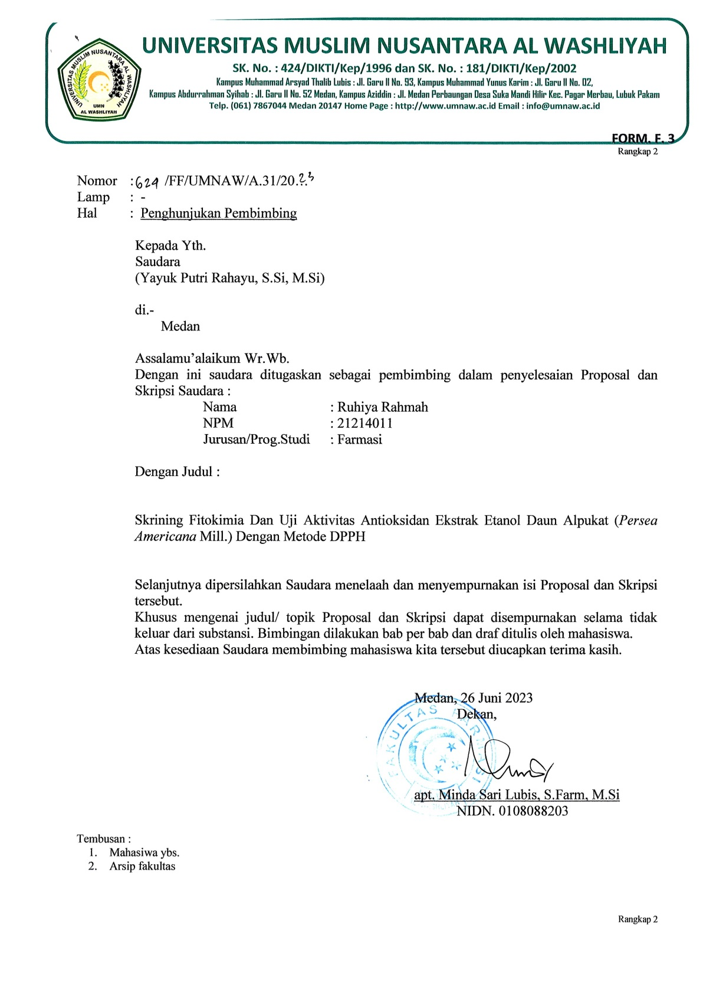 UNIVERSITAS MUSLIM NUSANTARA AL WASHLIYAH
SK. No. : 424/DIKTI/Kep/1996 dan SK. No. : 181/DIKTI/Kep/2002
Kampus Muhammad Arsyad Thalib Lubis : Jl. Garu II No. 93, Kampus Muhammad Yunus Karim : Jl. Garu II No. 02,
Kampus Abdurrahman Syihab : Jl. Garu II No. 52 Medan, Kampus Aziddin : Jl. Medan Perbaungan Desa Suka Mandi Hilir Kec. Pagar Merbau, Lubuk Pakam
Telp. (061) 7867044 Medan 20147 Home Page : http://www.umnaw.ac.id Email : info@umnaw.ac.id
UNIVERSITAS MUSLIM NUSANTARA AL WASHLIYAH
UMN
AL WASHLIYAH
FORM. F. 3
Rangkap 2
Nomor : 629 /FF/UMNAW/A.31/20.23
Lamp : -
Hal : Penghunjukan Pembimbing
Kepada Yth.
Saudara
(Yayuk Putri Rahayu, S.Si, M.Si)
di.-
Medan
Assalamu’alaikum Wr.Wb.
Dengan ini saudara ditugaskan sebagai pembimbing dalam penyelesaian Proposal dan
Skripsi Saudara :
Nama : Ruhiya Rahmah
NPM : 21214011
Jurusan/Prog.Studi : Farmasi
Dengan Judul :
Skrining Fitokimia Dan Uji Aktivitas Antioksidan Ekstrak Etanol Daun Alpukat (Persea
Americana Mill.) Dengan Metode DPPH
Selanjutnya dipersilahkan Saudara menelaah dan menyempurnakan isi Proposal dan Skripsi
tersebut.
Khusus mengenai judul/ topik Proposal dan Skripsi dapat disempurnakan selama tidak
keluar dari substansi. Bimbingan dilakukan bab per bab dan draf ditulis oleh mahasiswa.
Atas kesediaan Saudara membimbing mahasiswa kita tersebut diucapkan terima kasih.
Medan, 26 Juni 2023
Dekan,
FAKULTAS FARMASI
apt. Minda Sari Lubis, S.Farm, M.Si
NIDN. 0108088203
Tembusan :
1. Mahasiwa ybs.
2. Arsip fakultas
Rangkap 2